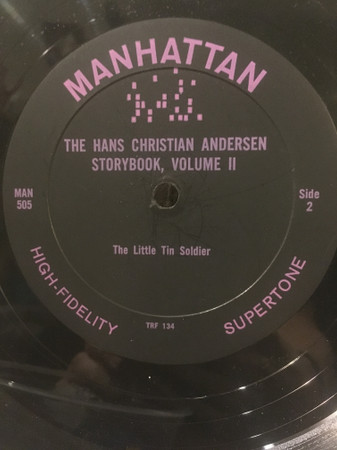 MANHATTAN
THE HANS CHRISTIAN ANDERSEN
STORYBOOK, VOLUME II
MAN
505
Side
2
The Little Tin Soldier
HIGH-FIDELITY
TRF 134
SUPERTONE